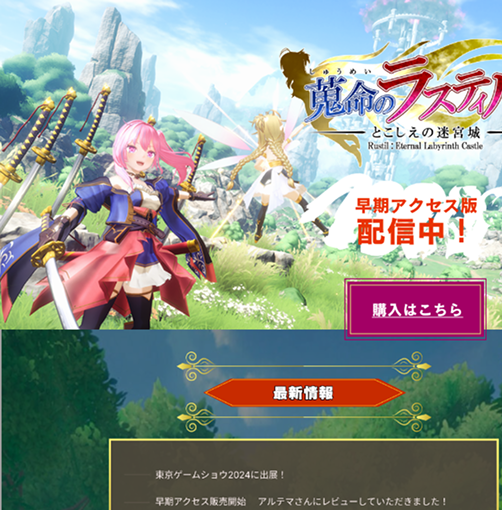 しゅうめい
蒐命のラスティル
―とこしえの迷宮城―
Rustil : Eternal Labyrinth Castle
早期アクセス版
配信中！
購入はこちら
最新情報
東京ゲームショウ2024に出展！
早期アクセス販売開始　アルテマさんにレビューしていただきました！